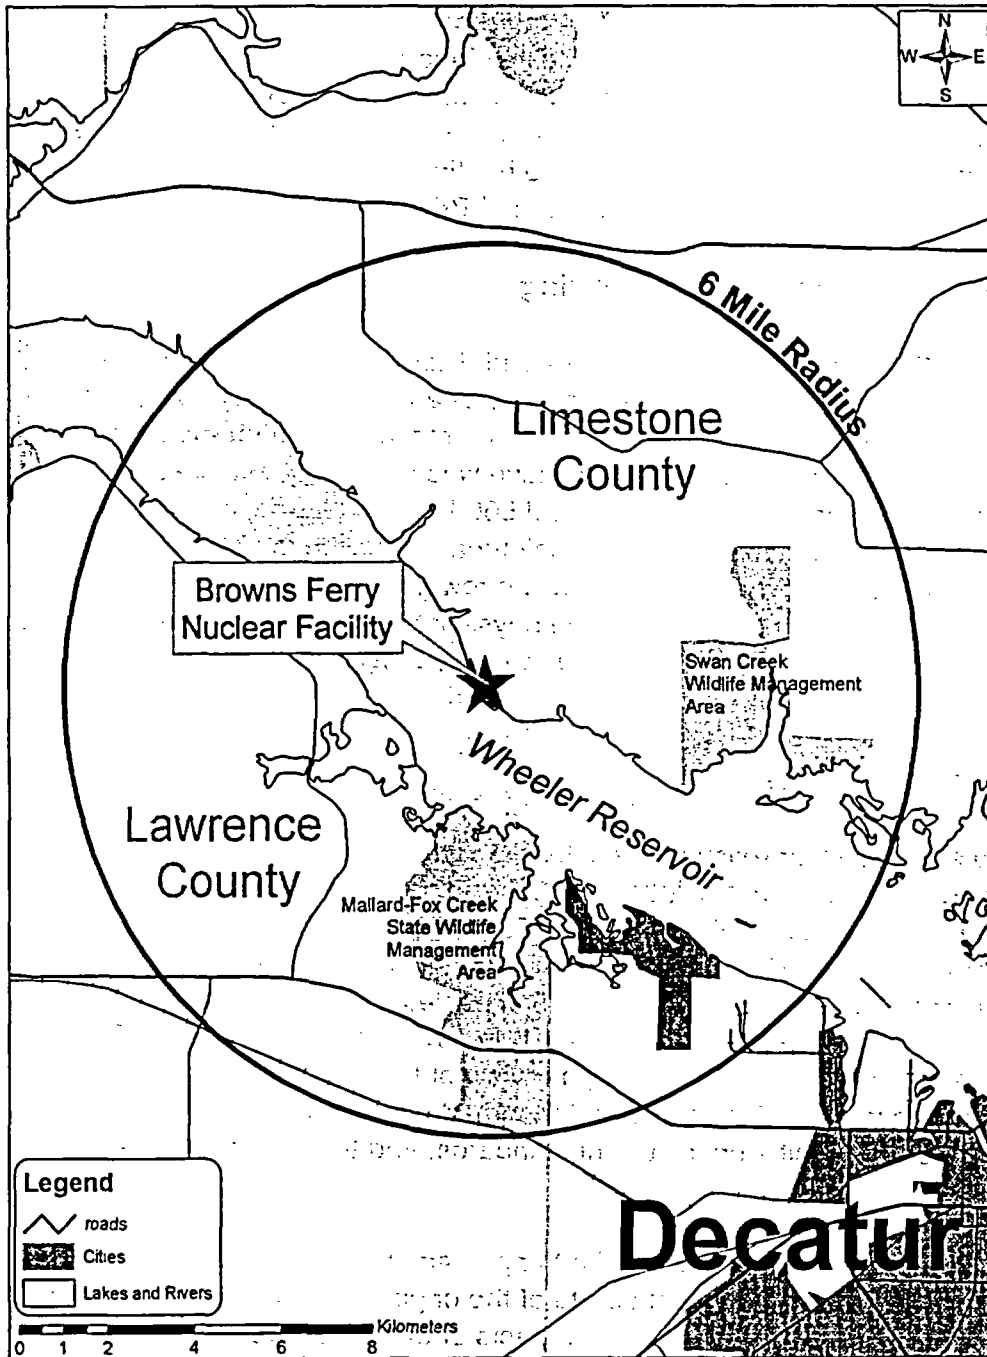 N
W E
S
6 Mile Radius
Limestone
County
Browns Ferry
Nuclear Facility
Swan Creek
Wildlife Management
Area
Wheeler Reservoir
Lawrence
County
Mallard-Fox Creek
State Wildlife
Management
Area
Legend
roads
Cities
Lakes and Rivers
Decatur
Kilometers
0 1 2 4 6 8